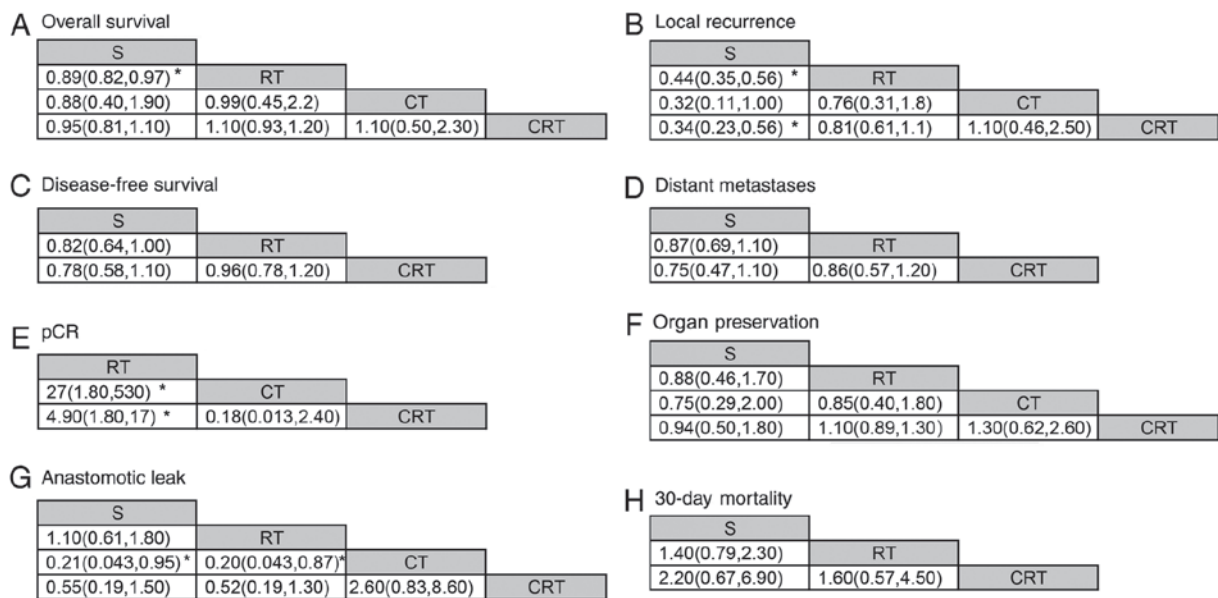 A Overall survival
S
0.89(0.82,0.97) * RT
0.88(0.40,1.90) 0.99(0.45,2.2) CT
0.95(0.81,1.10) 1.10(0.93,1.20) 1.10(0.50,2.30) CRT
B Local recurrence
S
0.44(0.35,0.56) * RT
0.32(0.11,1.00) 0.76(0.31,1.8) CT
0.34(0.23,0.56) * 0.81(0.61,1.1) 1.10(0.46,2.50) CRT
C Disease-free survival
S
0.82(0.64,1.00) RT
0.78(0.58,1.10) 0.96(0.78,1.20) CRT
D Distant metastases
S
0.87(0.69,1.10) RT
0.75(0.47,1.10) 0.86(0.57,1.20) CRT
E pCR
RT
27(1.80,530) * CT
4.90(1.80,17) * 0.18(0.013,2.40) CRT
F Organ preservation
S
0.88(0.46,1.70) RT
0.75(0.29,2.00) 0.85(0.40,1.80) CT
0.94(0.50,1.80) 1.10(0.89,1.30) 1.30(0.62,2.60) CRT
G Anastomotic leak
S
1.10(0.61,1.80) RT
0.21(0.043,0.95) * 0.20(0.043,0.87) * CT
0.55(0.19,1.50) 0.52(0.19,1.30) 2.60(0.83,8.60) CRT
H 30-day mortality
S
1.40(0.79,2.30) RT
2.20(0.67,6.90) 1.60(0.57,4.50) CRT